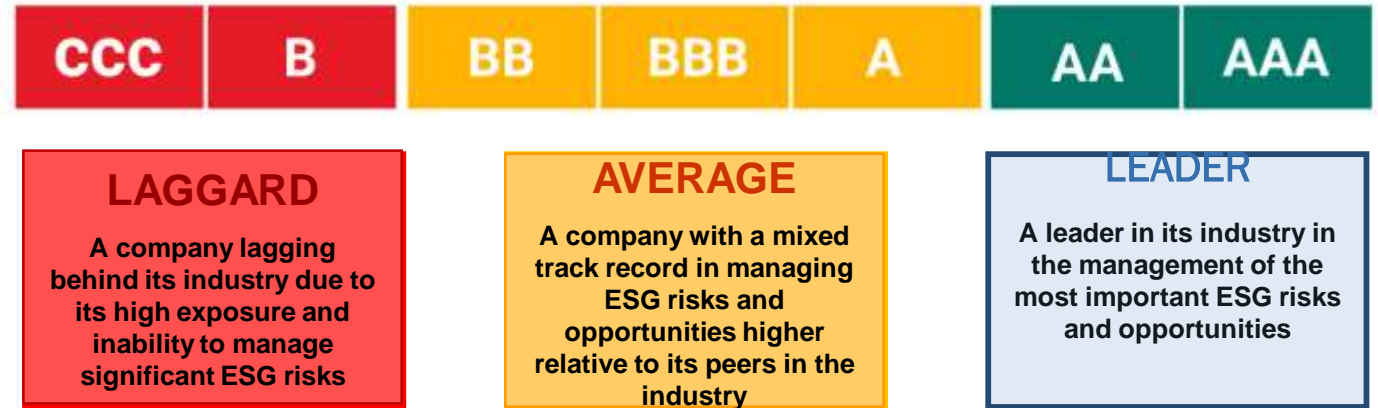 CCC B BB BBB A AA AAA
LAGGARD
A company lagging
behind its industry due to
its high exposure and
inability to manage
significant ESG risks
AVERAGE
A company with a mixed
track record in managing
ESG risks and
opportunities higher
relative to its peers in the
industry
LEADER
A leader in its industry in
the management of the
most important ESG risks
and opportunities